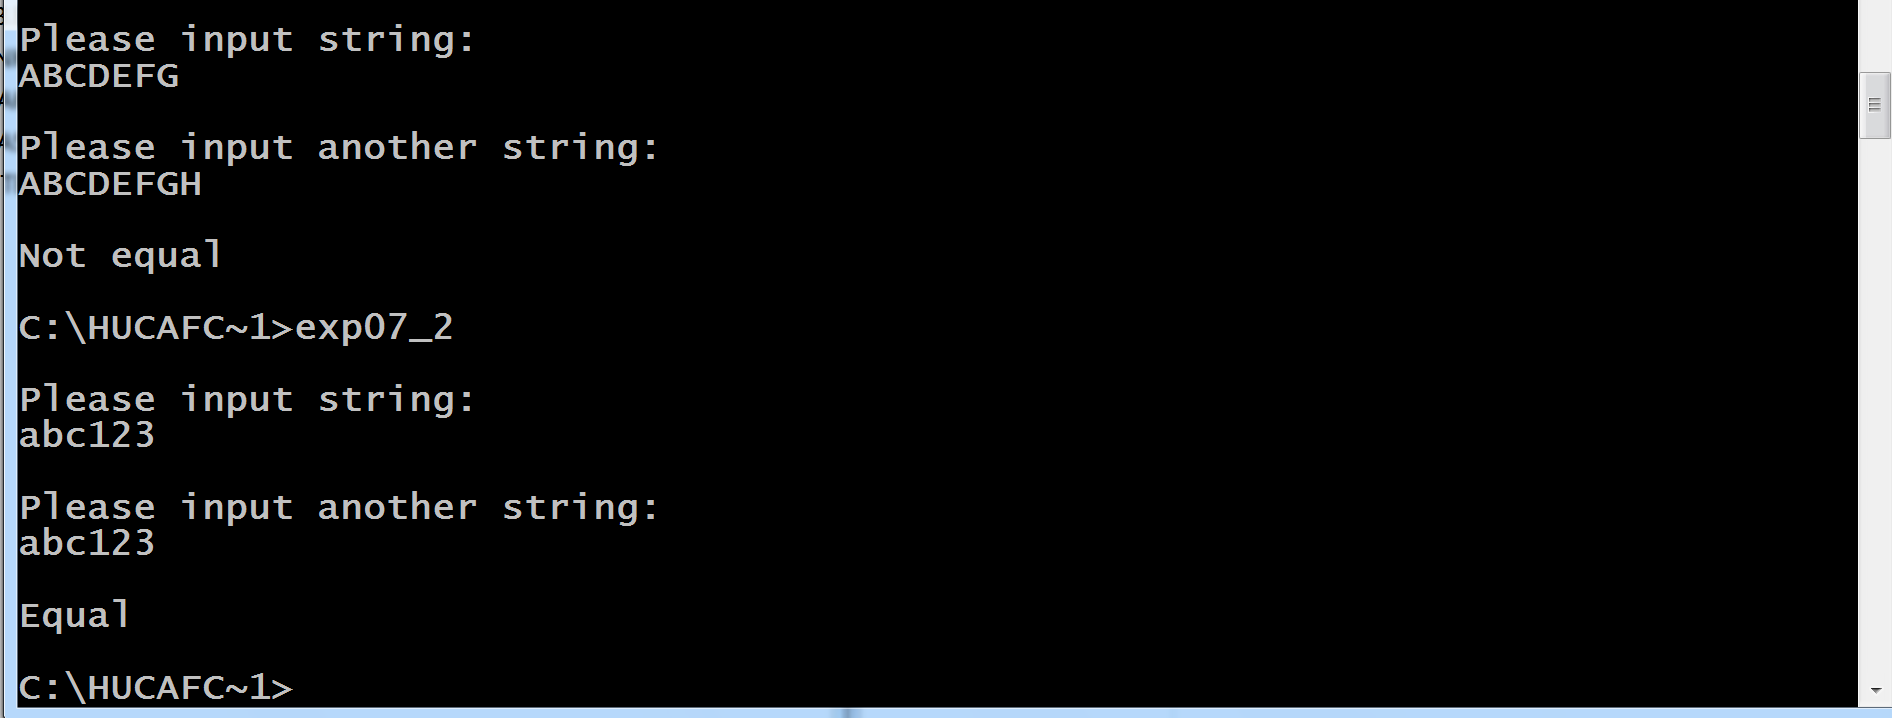 Please input string:
ABCDEFG
Please input another string:
ABCDEFGH
Not equal
C:\HUCAFC~1>exp07_2
Please input string:
abc123
Please input another string:
abc123
Equal
C:\HUCAFC~1>